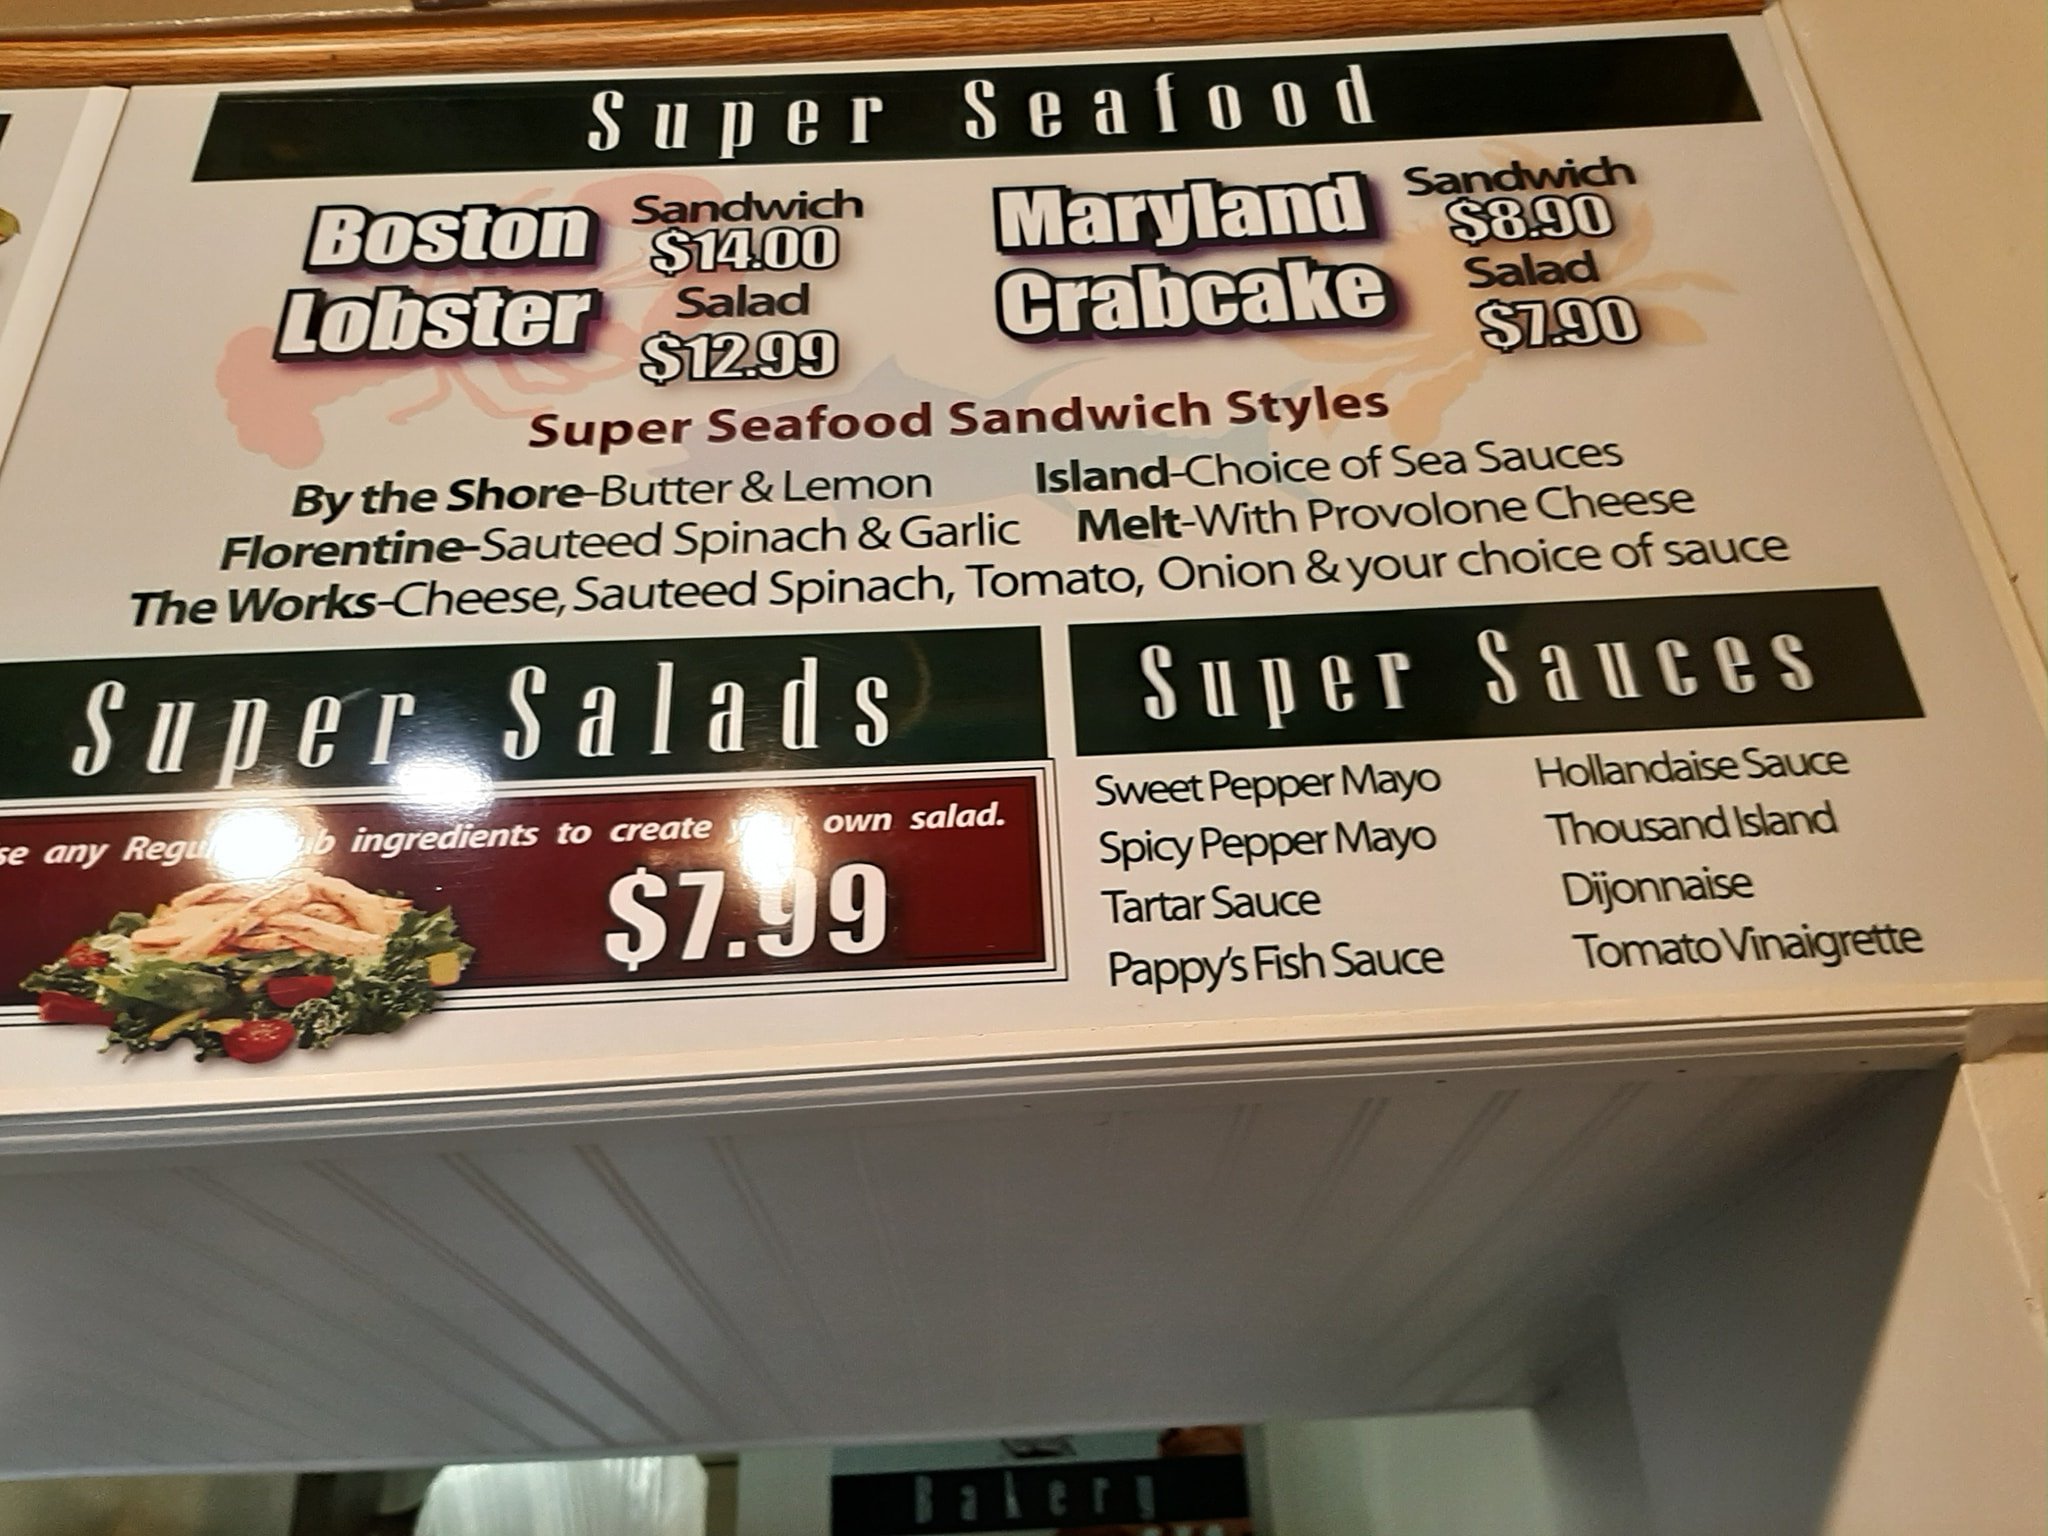 Super Seafood
Boston Lobster
Sandwich
$14.00
Salad
$12.99
Maryland Crabcake
Sandwich
$8.90
Salad
$7.90
Super Seafood Sandwich Styles
By the Shore-Butter & Lemon
Island-Choice of Sea Sauces
Florentine-Sauteed Spinach & Garlic
Melt-With Provolone Cheese
The Works-Cheese, Sauteed Spinach, Tomato, Onion & your choice of sauce
Super Salads
any ingredients to create own salad.
$7.99
Super Sauces
Sweet Pepper Mayo
Spicy Pepper Mayo
Tartar Sauce
Pappy's Fish Sauce
Hollandaise Sauce
Thousand Island
Dijonnaise
Tomato Vinaigrette
Bakery